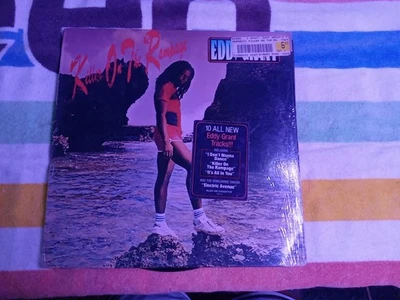 Killer On The Rampage
EDDY GRANT
10 ALL NEW
Eddy Grant
Tracks!!!
INCLUDING
"I Don't Wanna
Dance"
"Killer On
The Rampage"
"It's All In You"
"Electric Avenue"